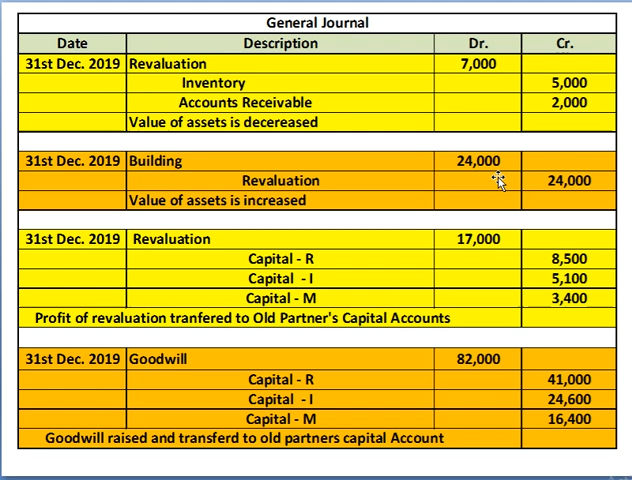 General Journal
Date Description Dr. Cr.
31st Dec. 2019 Revaluation 7,000
Inventory 5,000
Accounts Receivable 2,000
Value of assets is decereased
31st Dec. 2019 Building 24,000
Revaluation 24,000
Value of assets is increased
31st Dec. 2019 Revaluation 17,000
Capital - R 8,500
Capital - I 5,100
Capital - M 3,400
Profit of revaluation tranfered to Old Partner's Capital Accounts
31st Dec. 2019 Goodwill 82,000
Capital - R 41,000
Capital - I 24,600
Capital - M 16,400
Goodwill raised and transferd to old partners capital Account